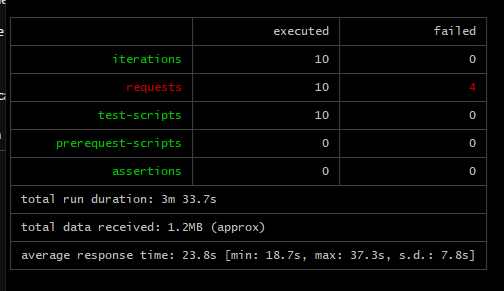 executed failed
iterations 10 0
requests 10 4
test-scripts 10 0
prerequest-scripts 0 0
assertions 0 0
total run duration: 3m 33.7s
total data received: 1.2MB (approx)
average response time: 23.8s [min: 18.7s, max: 37.3s, s.d.: 7.8s]